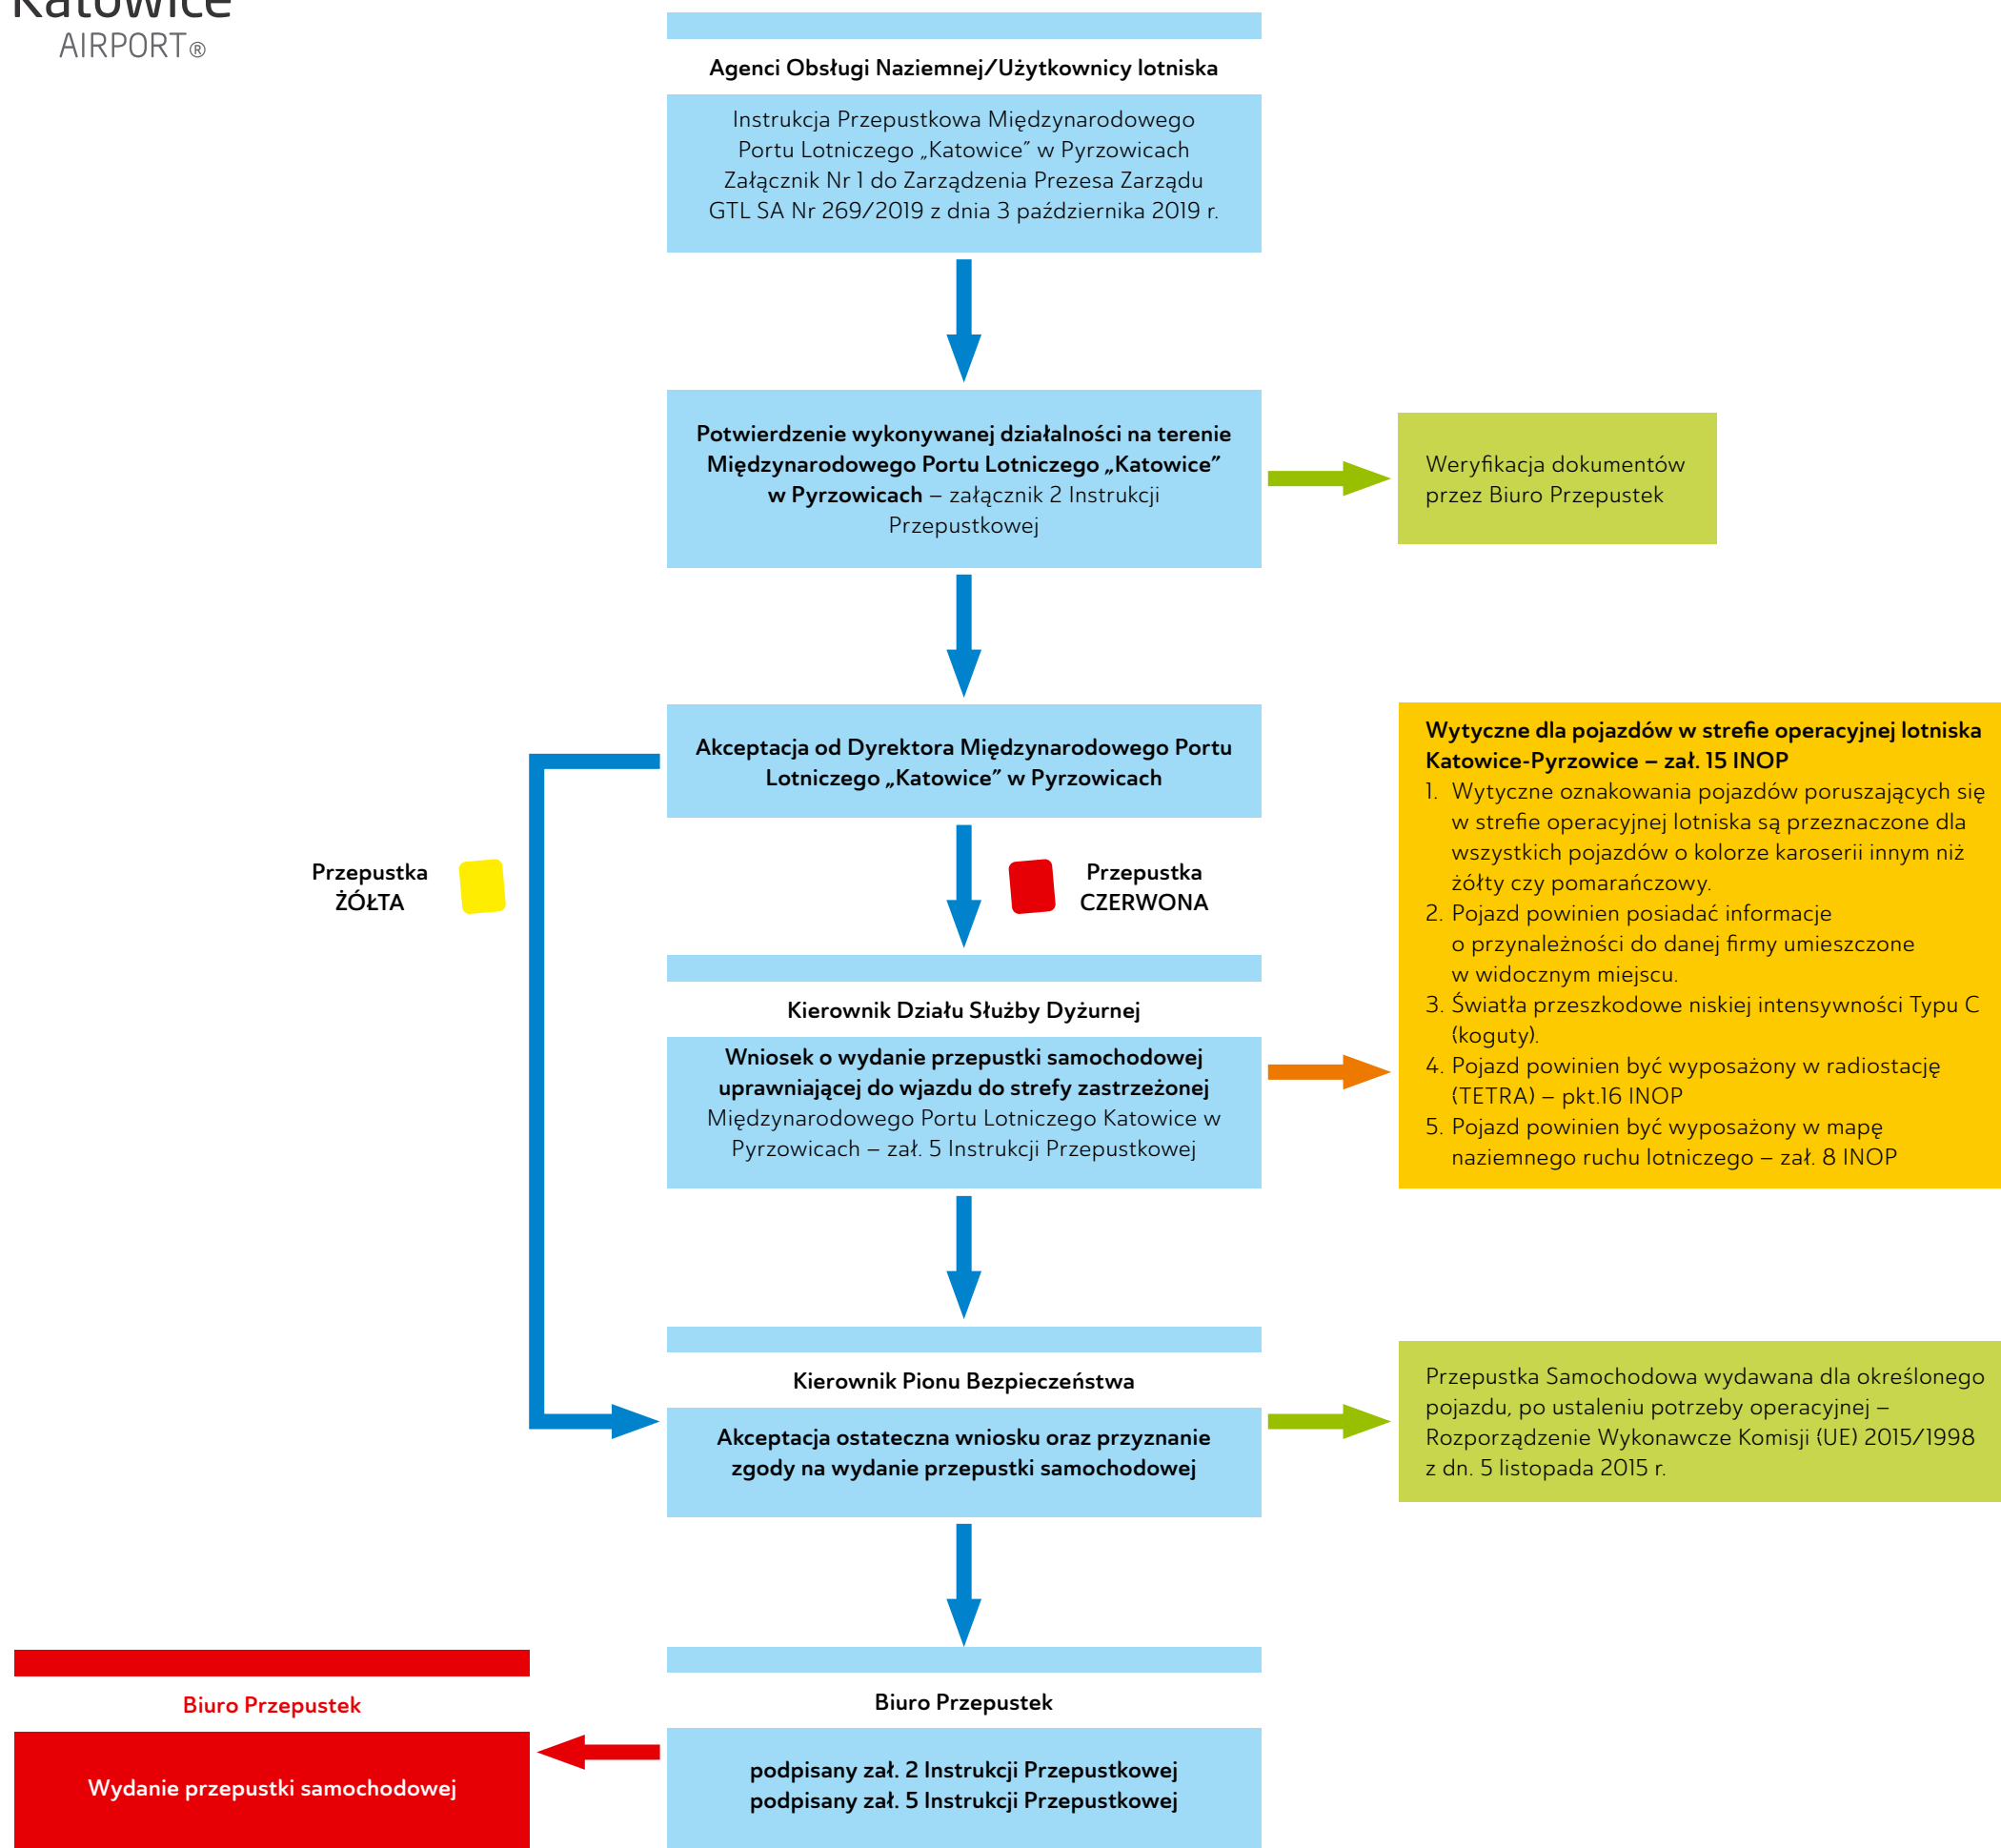 Katowice
AIRPORT®
Agenci Obsługi Naziemnej/Użytkownicy lotniska
Instrukcja Przepustkowa Międzynarodowego
Portu Lotniczego „Katowice” w Pyrzowicach
Załącznik Nr 1 do Zarządzenia Prezesa Zarządu
GTL SA Nr 269/2019 z dnia 3 października 2019 r.
Potwierdzenie wykonywanej działalności na terenie
Międzynarodowego Portu Lotniczego „Katowice”
w Pyrzowicach – załącznik 2 Instrukcji
Przepustkowej
Weryfikacja dokumentów
przez Biuro Przepustek
Akceptacja od Dyrektora Międzynarodowego Portu
Lotniczego „Katowice” w Pyrzowicach
Przepustka
ŻÓŁTA
Przepustka
CZERWONA
Wytyczne dla pojazdów w strefie operacyjnej lotniska
Katowice-Pyrzowice – zał. 15 INOP
1. Wytyczne oznakowania pojazdów poruszających się
w strefie operacyjnej lotniska są przeznaczone dla
wszystkich pojazdów o kolorze karoserii innym niż
żółty czy pomarańczowy.
2. Pojazd powinien posiadać informacje
o przynależności do danej firmy umieszczone
w widocznym miejscu.
3. Światła przeszkodowe niskiej intensywności Typu C
(koguty).
4. Pojazd powinien być wyposażony w radiostację
(TETRA) – pkt.16 INOP
5. Pojazd powinien być wyposażony w mapę
naziemnego ruchu lotniczego – zał. 8 INOP
Kierownik Działu Służby Dyżurnej
Wniosek o wydanie przepustki samochodowej
uprawniającej do wjazdu do strefy zastrzeżonej
Międzynarodowego Portu Lotniczego Katowice w
Pyrzowicach – zał. 5 Instrukcji Przepustkowej
Kierownik Pionu Bezpieczeństwa
Akceptacja ostateczna wniosku oraz przyznanie
zgody na wydanie przepustki samochodowej
Przepustka Samochodowa wydawana dla określonego
pojazdu, po ustaleniu potrzeby operacyjnej –
Rozporządzenie Wykonawcze Komisji (UE) 2015/1998
z dn. 5 listopada 2015 r.
Biuro Przepustek
podpisany zał. 2 Instrukcji Przepustkowej
podpisany zał. 5 Instrukcji Przepustkowej
Biuro Przepustek
Wydanie przepustki samochodowej